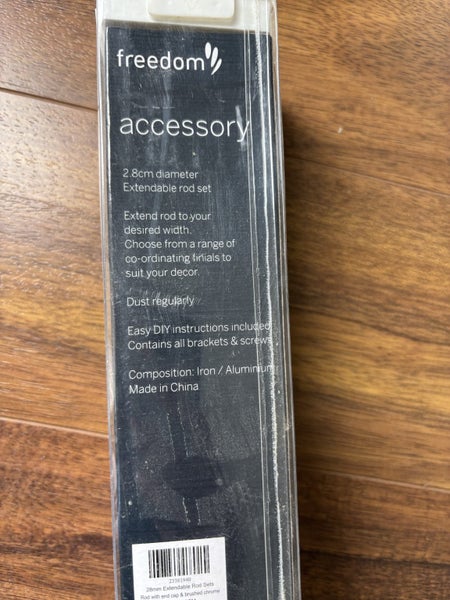 freedom
accessory
2.8cm diameter
Extendable rod set
Extend rod to your
desired width.
Choose from a range of
co-ordinating finials to
suit your decor.
Dust regularly
Easy DIY instructions included
Contains all brackets & screws
Composition: Iron / Aluminium
Made in China
23561940
28mm Extendable Rod Sets
Rod with end cap & brushed chrome